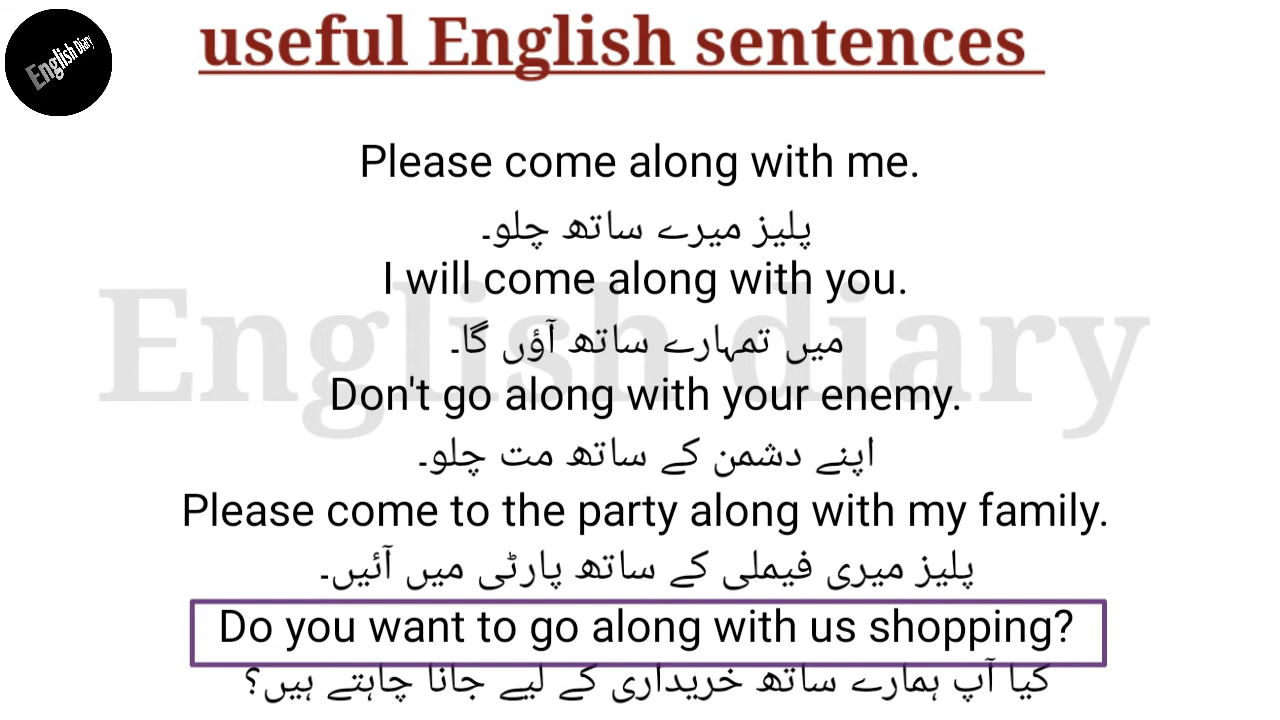 English Diary
useful English sentences
Please come along with me.
پلیز میرے ساتھ چلو۔
I will come along with you.
میں تمہارے ساتھ آؤں گا۔
English diary
Don't go along with your enemy.
اپنے دشمن کے ساتھ مت چلو۔
Please come to the party along with my family.
پلیز میری فیملی کے ساتھ پارٹی میں آئیں۔
Do you want to go along with us shopping?
کیا آپ ہمارے ساتھ خریداری کے لیے جانا چاہتے ہیں؟